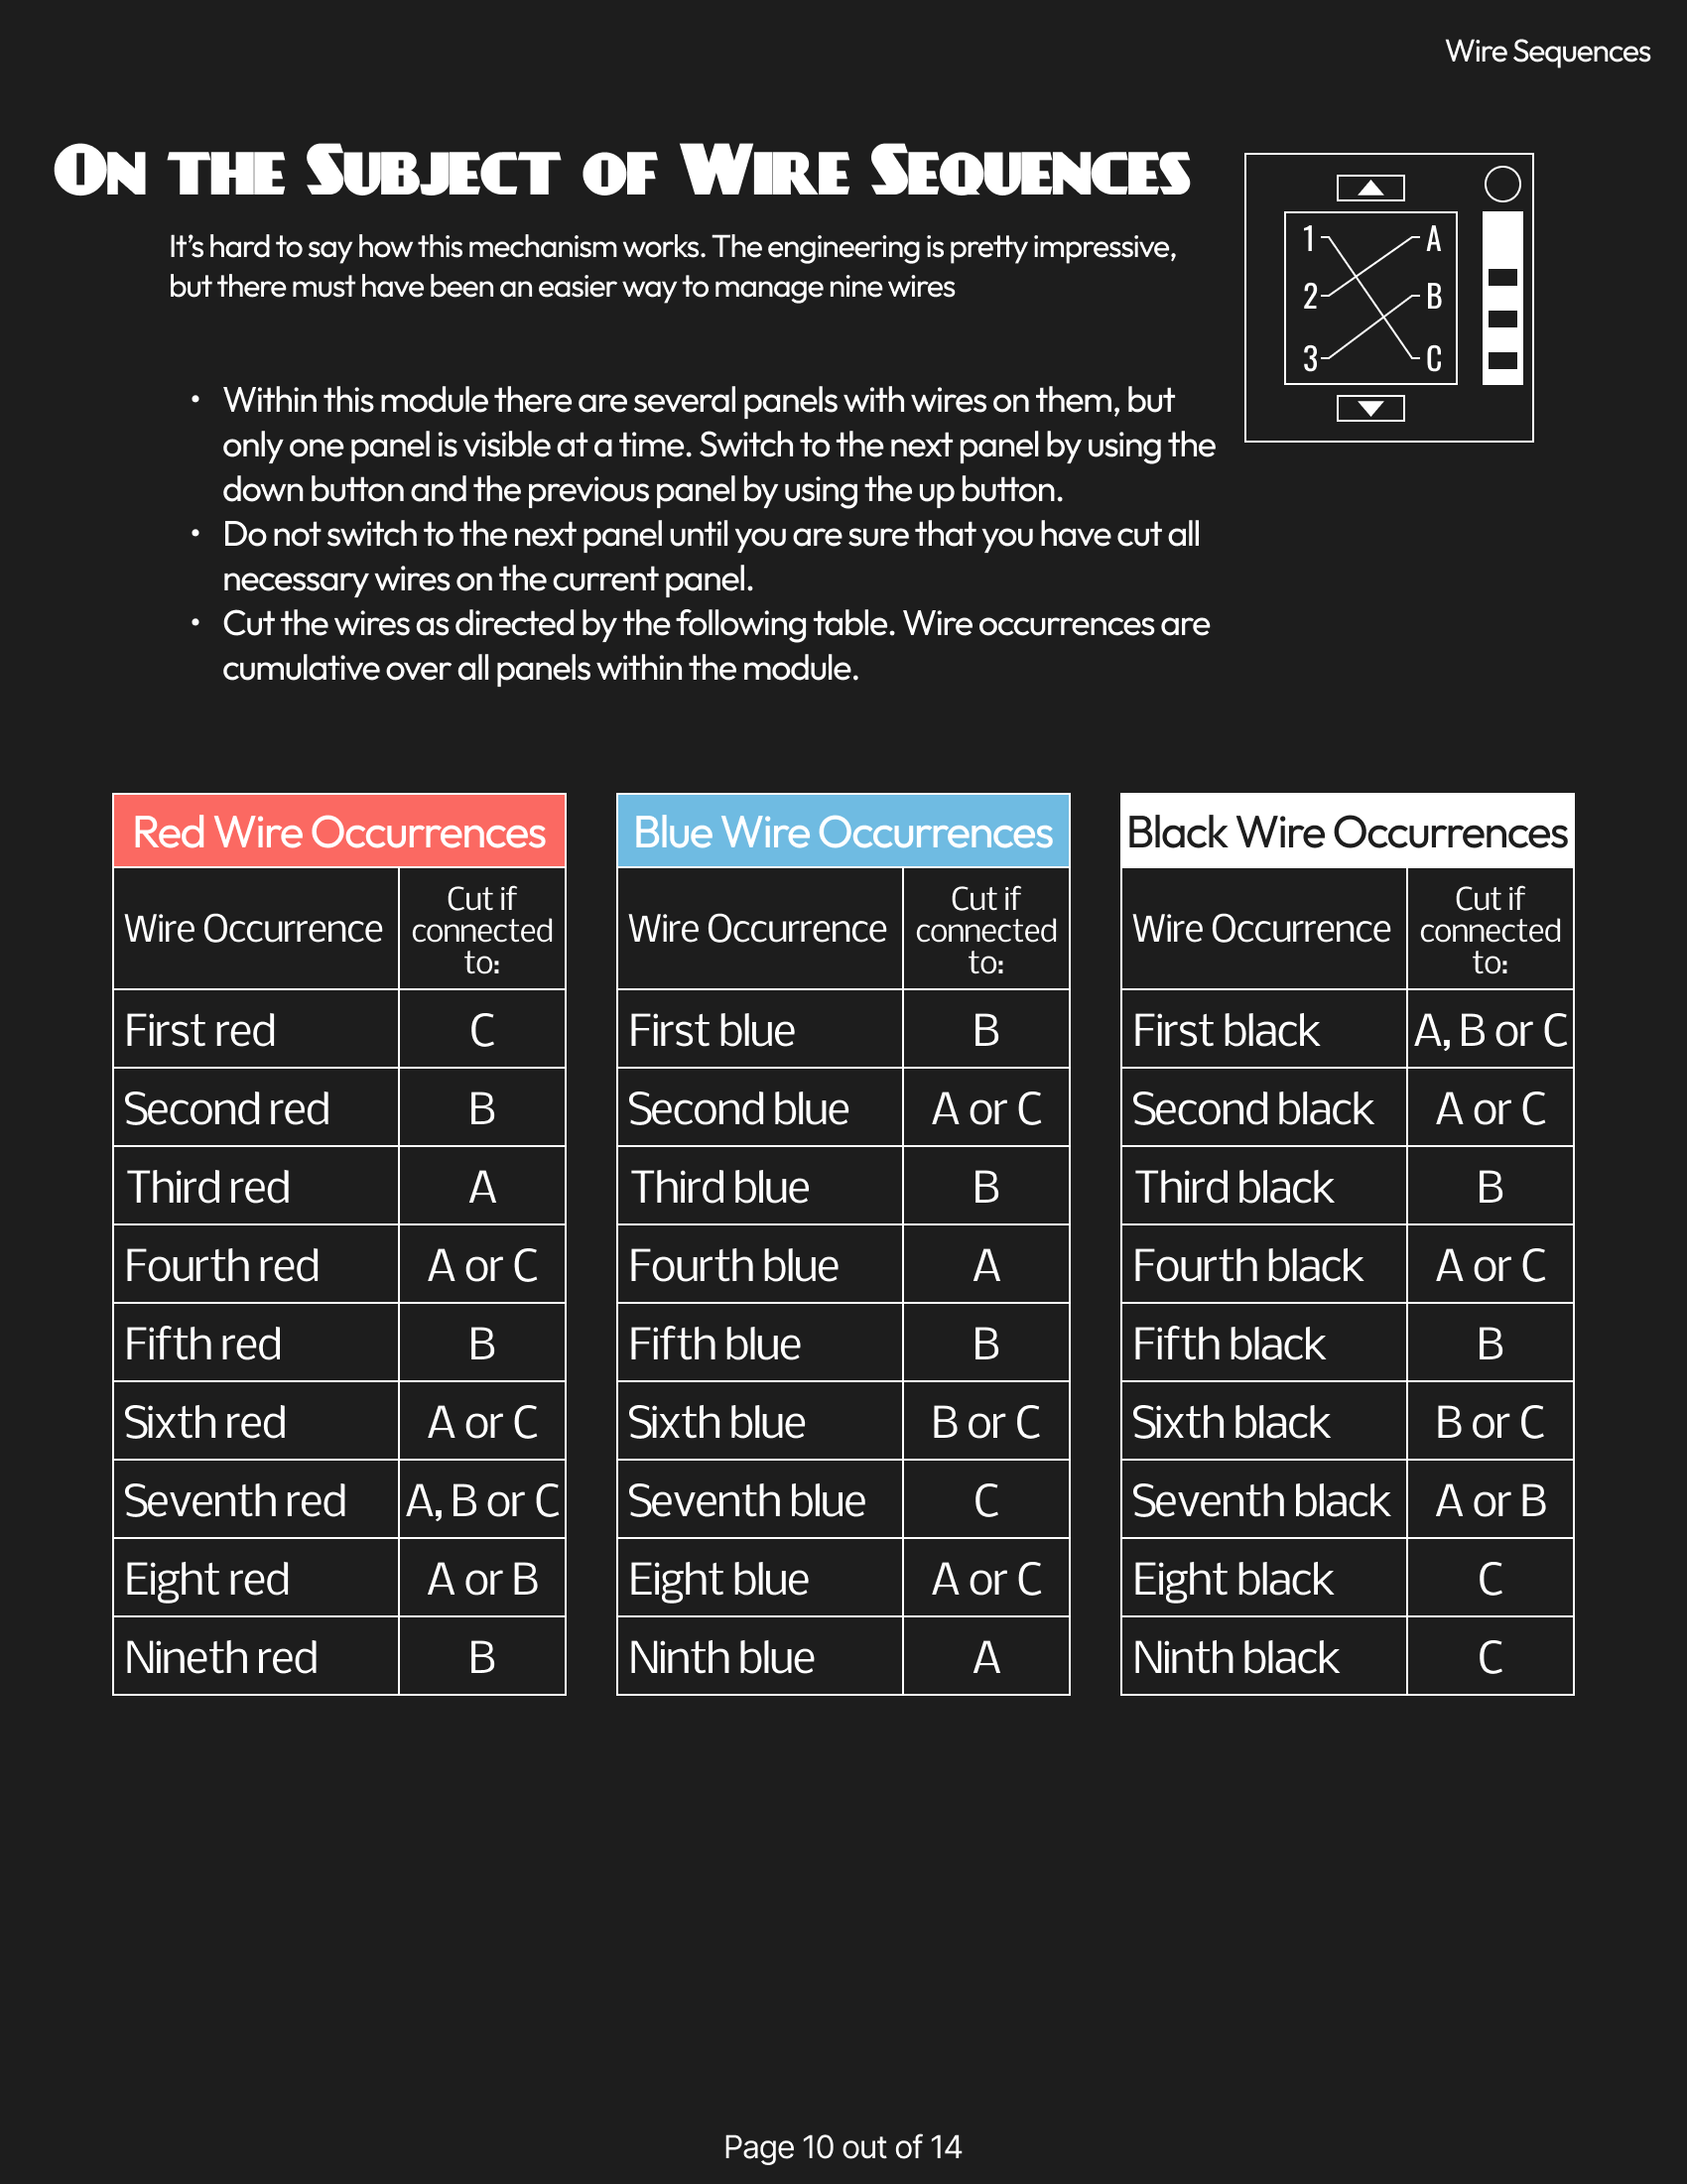 Wire Sequences
On the Subject of Wire Sequences
It's hard to say how this mechanism works. The engineering is pretty impressive,
but there must have been an easier way to manage nine wires
1 A
2 B
3 C
• Within this module there are several panels with wires on them, but
only one panel is visible at a time. Switch to the next panel by using the
down button and the previous panel by using the up button.
• Do not switch to the next panel until you are sure that you have cut all
necessary wires on the current panel.
• Cut the wires as directed by the following table. Wire occurrences are
cumulative over all panels within the module.
Red Wire Occurrences
Wire Occurrence
Cut if
connected
to:
First red C
Second red B
Third red A
Fourth red A or C
Fifth red B
Sixth red A or C
Seventh red A, B or C
Eight red A or B
Nineth red B
Blue Wire Occurrences
Wire Occurrence
Cut if
connected
to:
First blue B
Second blue A or C
Third blue B
Fourth blue A
Fifth blue B
Sixth blue B or C
Seventh blue C
Eight blue A or C
Ninth blue A
Black Wire Occurrences
Wire Occurrence
Cut if
connected
to:
First black A, B or C
Second black A or C
Third black B
Fourth black A or C
Fifth black B
Sixth black B or C
Seventh black A or B
Eight black C
Ninth black C
Page 10 out of 14